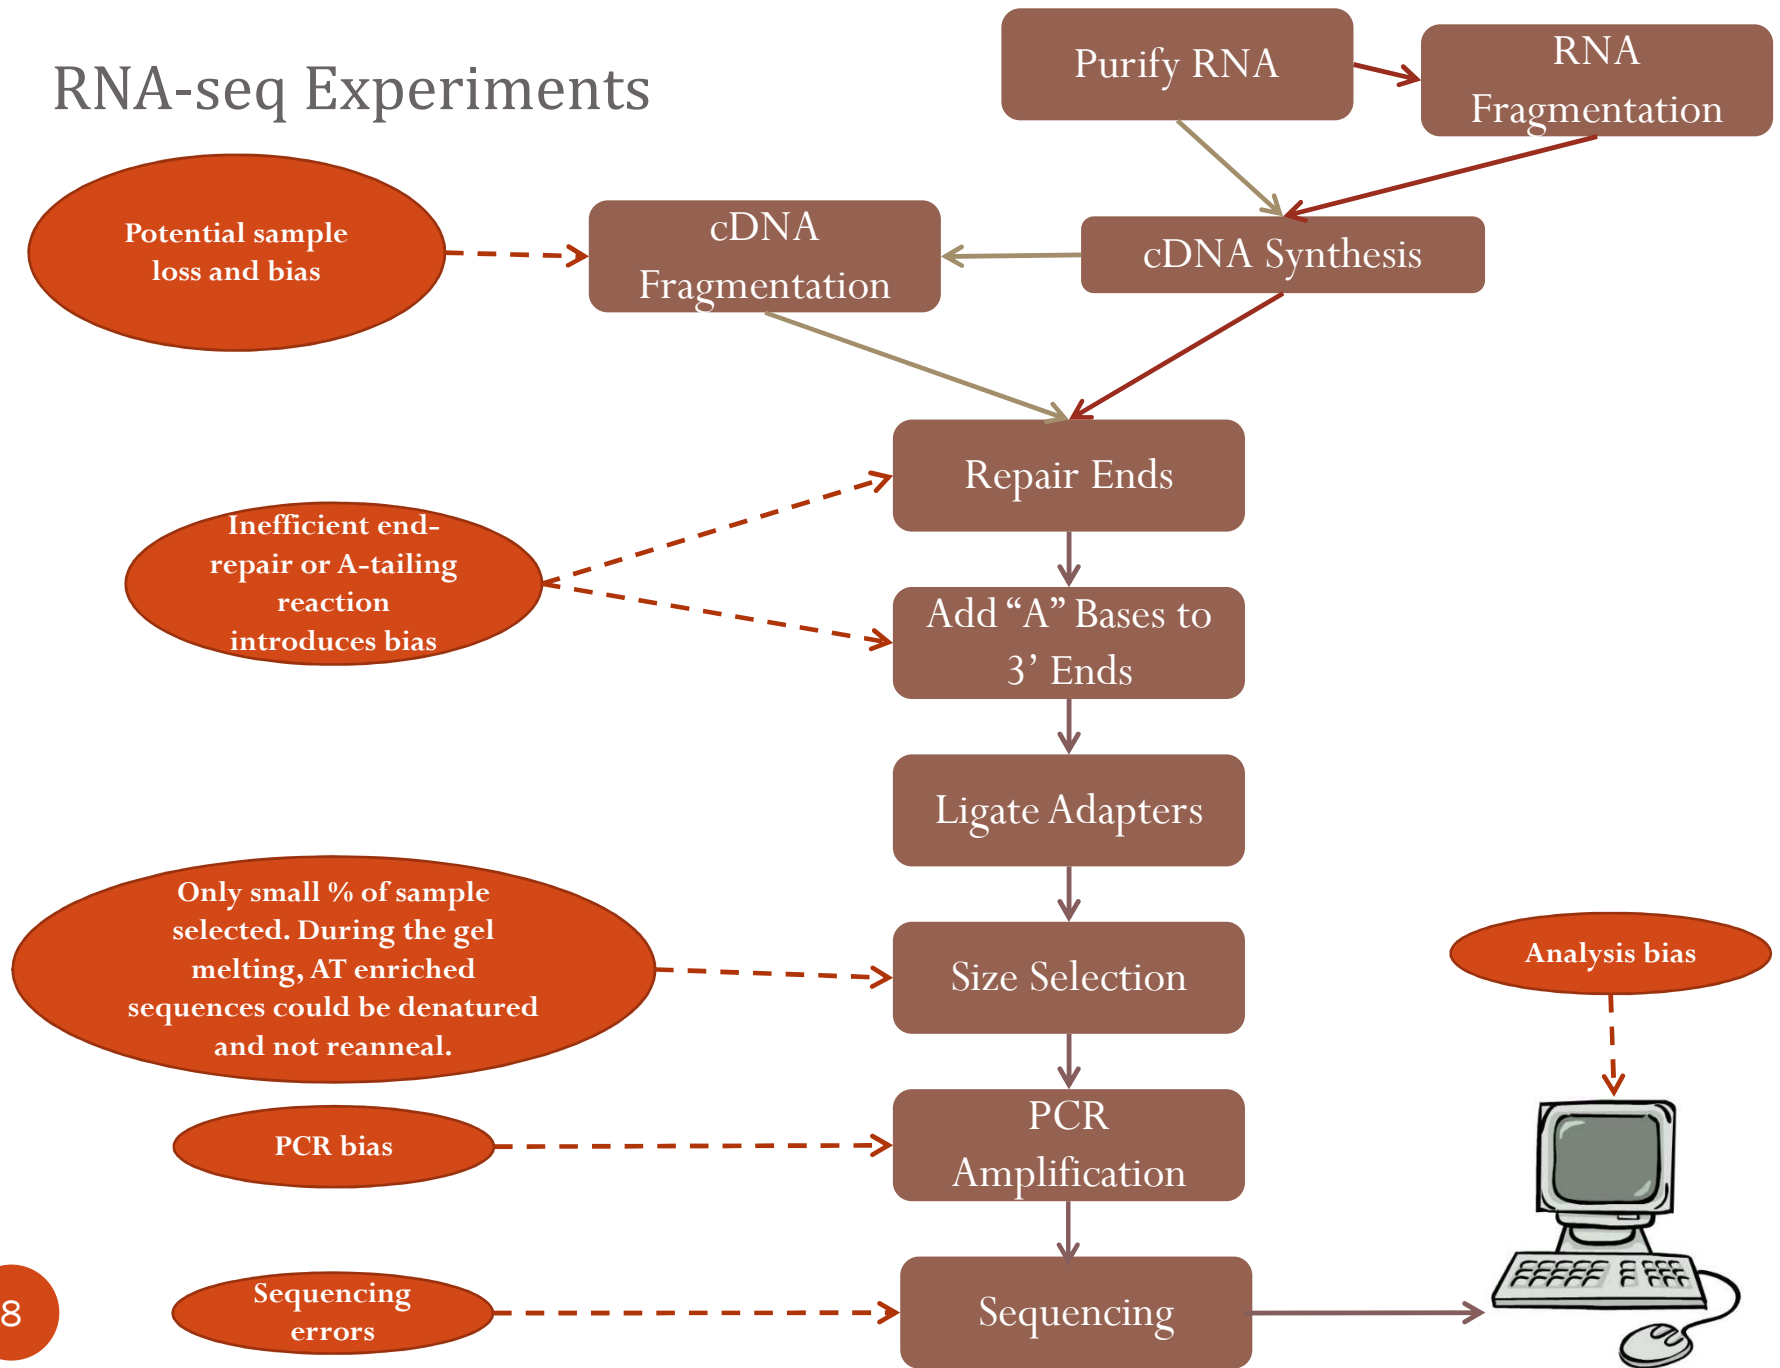 RNA-seq Experiments
Purify RNA
RNA
Fragmentation
Potential sample
loss and bias
cDNA
Fragmentation
cDNA Synthesis
Repair Ends
Inefficient end-
repair or A-tailing
reaction
introduces bias
Add “A” Bases to
3’ Ends
Ligate Adapters
Only small % of sample
selected. During the gel
melting, AT enriched
sequences could be denatured
and not reanneal.
Size Selection
Analysis bias
PCR bias
PCR
Amplification
Sequencing
errors
Sequencing
8